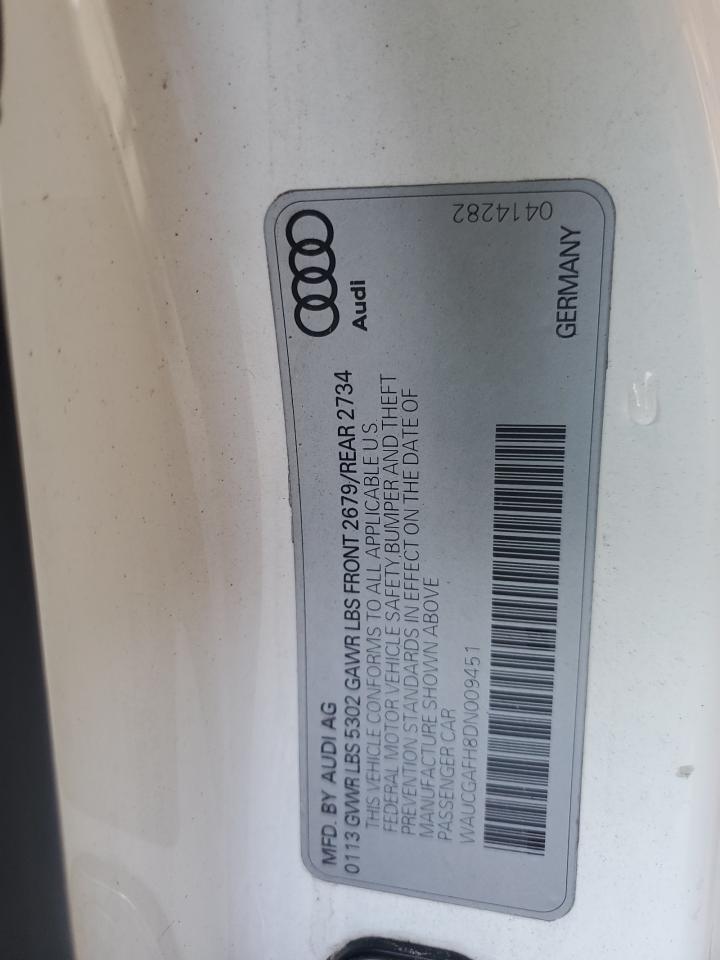 MFD. BY AUDI AG
0113 GVWR LBS 5302 GAWR LBS FRONT 2679/REAR 2734
THIS VEHICLE CONFORMS TO ALL APPLICABLE U S
FEDERAL MOTOR VEHICLE SAFETY,BUMPER AND THEFT
PREVENTION STANDARDS IN EFFECT ON THE DATE OF
MANUFACTURE SHOWN ABOVE
PASSENGER CAR
WAUCGAFH8DN009451
Audi
0414282
GERMANY